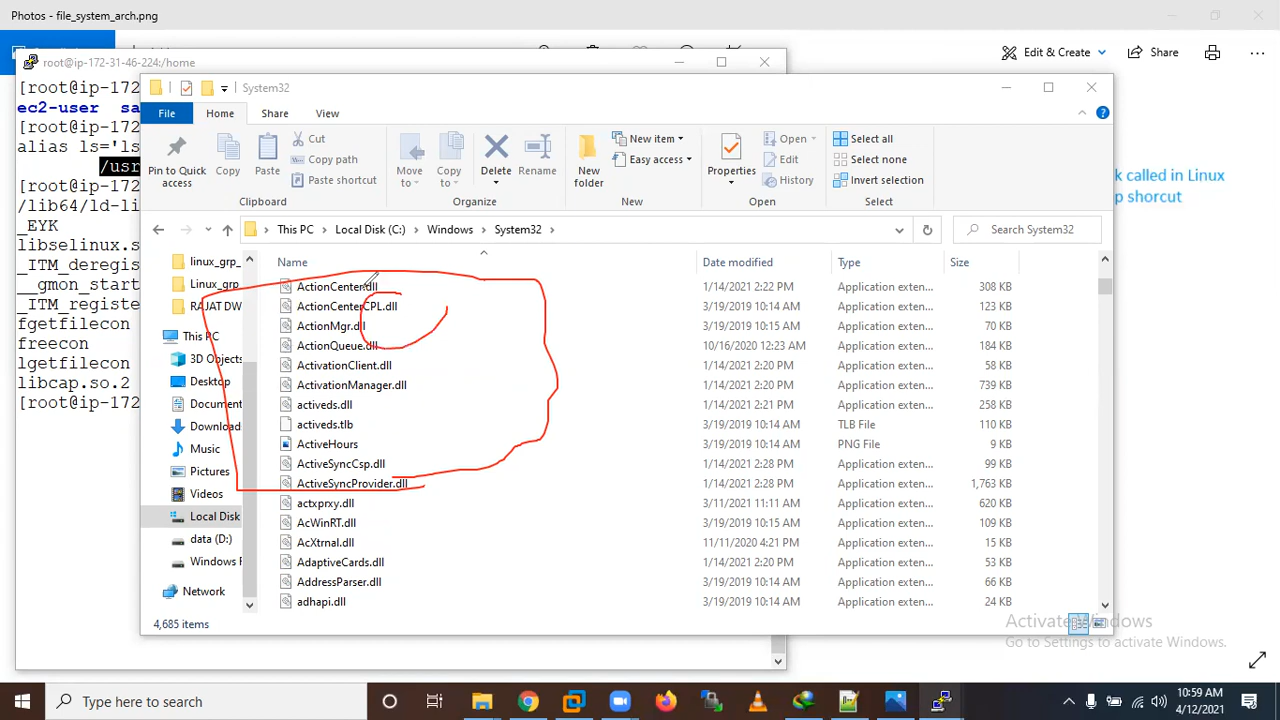 Photos - file_system_arch.png
Edit & Create
Share
root@ip-172-31-46-224:/home
[root@ip-172
ec2-user sa
[root@ip-172
alias ls='ls
/usr
[root@ip-172
/lib64/ld-li
_EYK
libselinux.s
_ITM_deregis
__gmon_start
_ITM_registe
fgetfilecon
freecon
lgetfilecon
libcap.so.2
[root@ip-172
k called in Linux
p shorcut
System32
File
Home
Share
View
Pin to Quick access
Copy
Paste
Cut
Copy path
Paste shortcut
Clipboard
Move to
Copy to
Delete
Rename
Organize
New folder
New item
Easy access
New
Properties
Open
Edit
History
Open
Select all
Select none
Invert selection
Select
This PC > Local Disk (C:) > Windows > System32 >
Search System32
linux_grp_
Linux_grp
RAJAT DW
This PC
3D Objects
Desktop
Document
Download
Music
Pictures
Videos
Local Disk
data (D:)
Windows F
Network
Name Date modified Type Size
ActionCenter.dll 1/14/2021 2:22 PM Application exten... 308 KB
ActionCenterCPL.dll 3/19/2019 10:14 AM Application exten... 123 KB
ActionMgr.dll 3/19/2019 10:15 AM Application exten... 70 KB
ActionQueue.dll 10/16/2020 12:23 AM Application exten... 184 KB
ActivationClient.dll 1/14/2021 2:20 PM Application exten... 58 KB
ActivationManager.dll 1/14/2021 2:20 PM Application exten... 739 KB
activeds.dll 1/14/2021 2:21 PM Application exten... 258 KB
activeds.tlb 3/19/2019 10:14 AM TLB File 110 KB
ActiveHours 3/19/2019 10:14 AM PNG File 9 KB
ActiveSyncCsp.dll 1/14/2021 2:28 PM Application exten... 99 KB
ActiveSyncProvider.dll 1/14/2021 2:28 PM Application exten... 1,763 KB
actxprxy.dll 3/11/2021 11:11 AM Application exten... 620 KB
AcWinRT.dll 3/19/2019 10:15 AM Application exten... 109 KB
AcXtrnal.dll 11/11/2020 4:21 PM Application exten... 15 KB
AdaptiveCards.dll 1/14/2021 2:20 PM Application exten... 53 KB
AddressParser.dll 3/19/2019 10:14 AM Application exten... 66 KB
adhapi.dll 3/19/2019 10:14 AM Application exten... 24 KB
4,685 items
Activate Windows
Go to Settings to activate Windows.
Type here to search
10:59 AM
4/12/2021